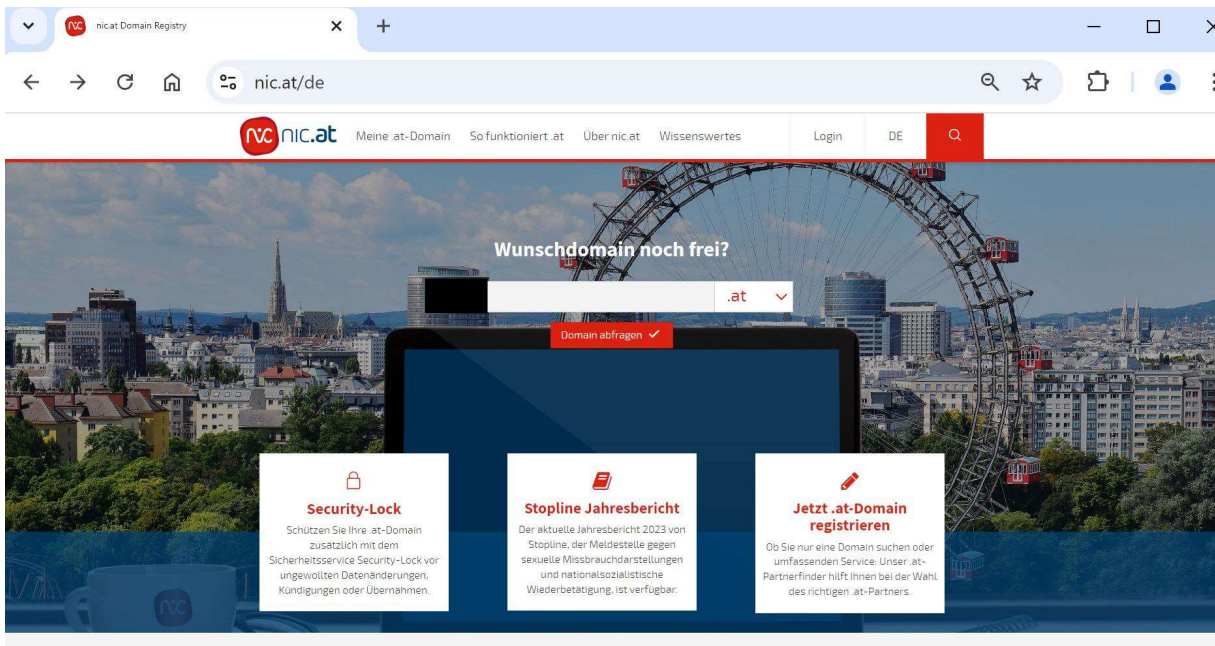 nic.at Domain Registry
nic.at/de
nic nic.at Meine .at-Domain So funktioniert .at Über nic.at Wissenswertes Login DE
Wunschdomain noch frei?
.at
Domain abfragen
Security-Lock
Schützen Sie Ihre .at-Domain
zusätzlich mit dem
Sicherheitsservice Security-Lock vor
ungewollten Datenänderungen,
Kündigungen oder Übernahmen.
Stopline Jahresbericht
Der aktuelle Jahresbericht 2023 von
Stopline, der Meldestelle gegen
sexuelle Missbrauchdarstellungen
und nationalsozialistische
Wiederbetätigung, ist verfügbar.
Jetzt .at-Domain
registrieren
Ob Sie nur eine Domain suchen oder
umfassenden Service: Unser .at-
Partnerfinder hilft Ihnen bei der Wahl
des richtigen .at-Partners.
nic